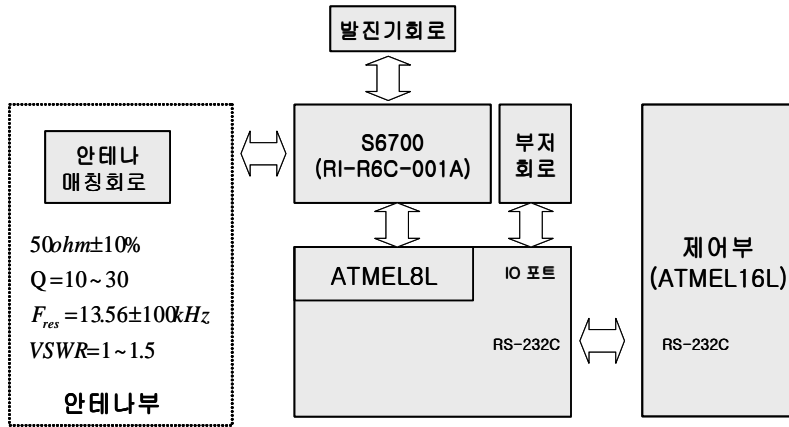 발진기회로
안테나
매칭회로
50ohm±10%
Q=10~30
F_res=13.56±100kHz
VSWR=1~1.5
안테나부
S6700
(RI-R6C-001A)
부저
회로
ATMEL8L
IO 포트
RS-232C
제어부
(ATMEL16L)
RS-232C